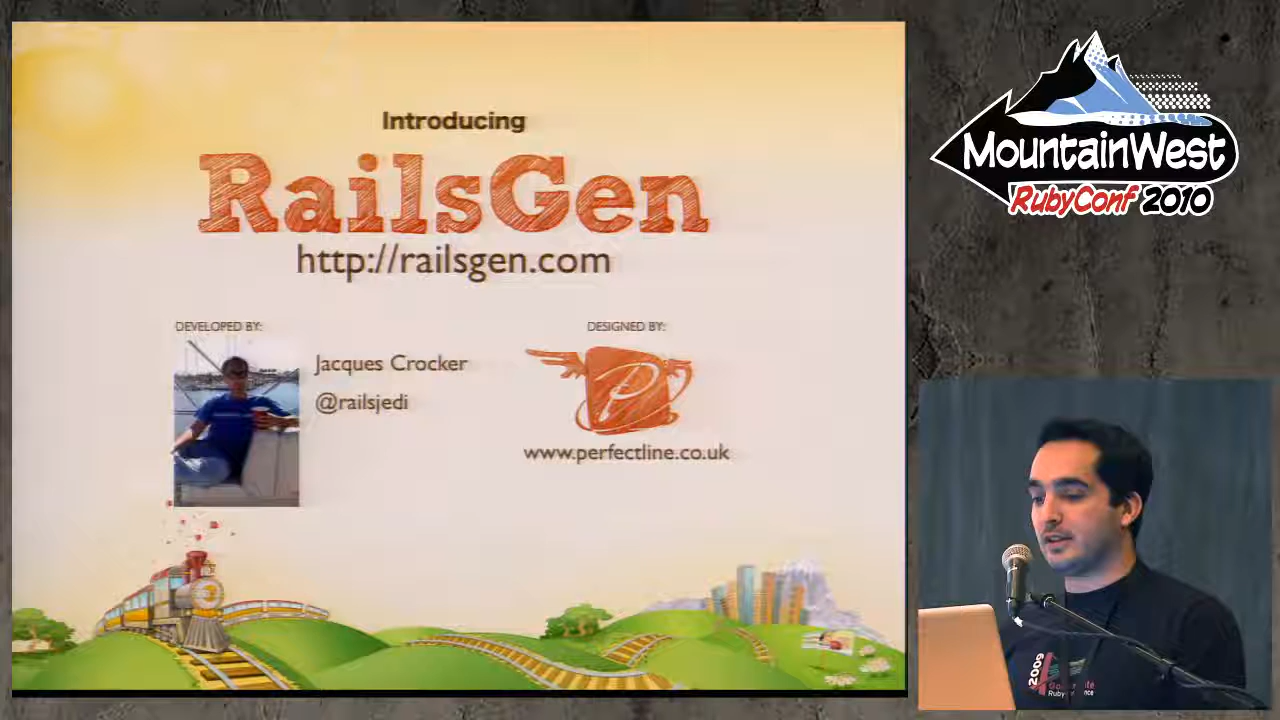 Introducing
RailsGen
http://railsgen.com
DEVELOPED BY:
Jacques Crocker
@railsjedi
DESIGNED BY:
P
www.perfectline.co.uk
MountainWest
RubyConf 2010
2009